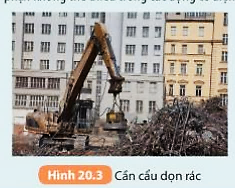 Hình 20.3 Cần cẩu dọn rác